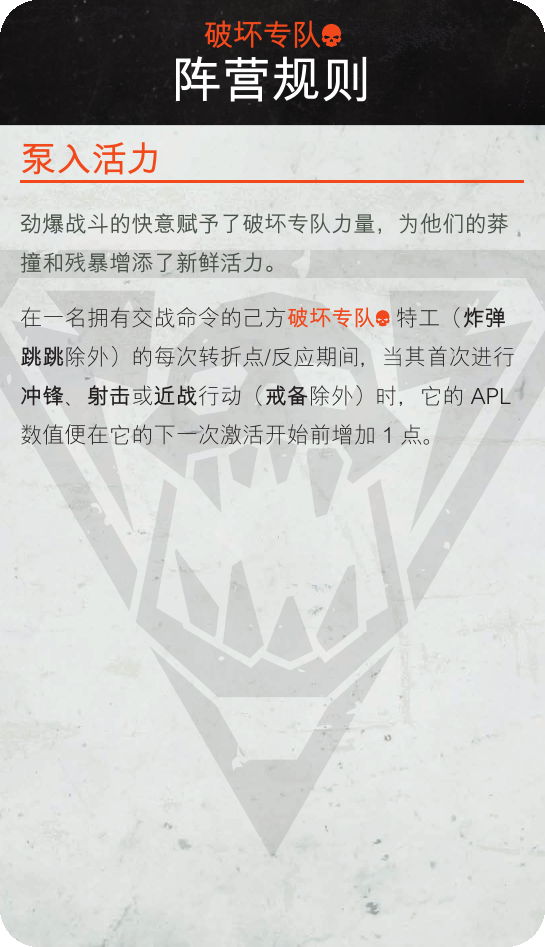 破坏专队
阵营规则
泵入活力
劲爆战斗的快意赋予了破坏专队力量，为他们的莽
撞和残暴增添了新鲜活力。
在一名拥有交战命令的己方破坏专队 特工（炸弹
跳跳除外）的每次转折点/反应期间，当其首次进行
冲锋、射击或近战行动（戒备除外）时，它的 APL
数值便在它的下一次激活开始前增加 1 点。